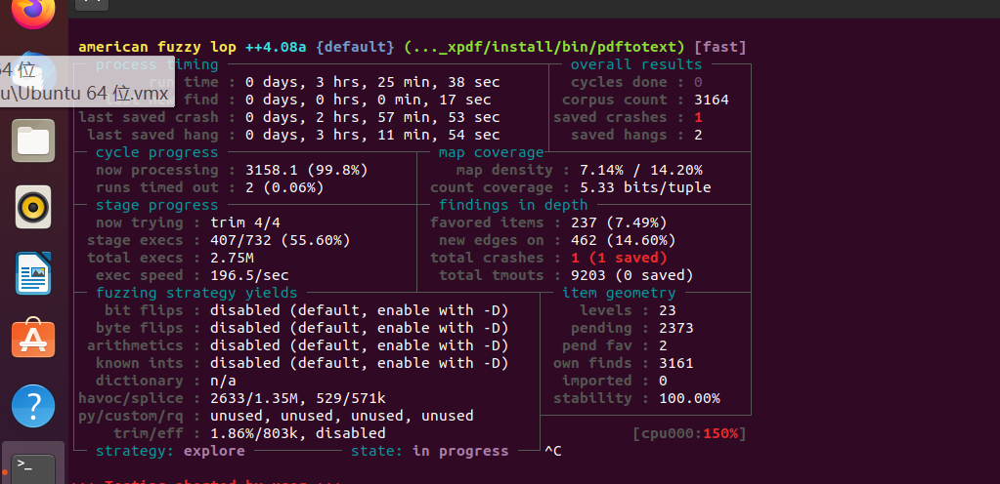 american fuzzy lop ++4.08a {default} (..._xpdf/install/bin/pdftotext) [fast]
process timing overall results
64 位
run time : 0 days, 3 hrs, 25 min, 38 sec cycles done : 0
u\Ubuntu 64 位.vmx find : 0 days, 0 hrs, 0 min, 17 sec corpus count : 3164
last saved crash : 0 days, 2 hrs, 57 min, 53 sec saved crashes : 1
last saved hang : 0 days, 3 hrs, 11 min, 54 sec saved hangs : 2
cycle progress map coverage
now processing : 3158.1 (99.8%) map density : 7.14% / 14.20%
runs timed out : 2 (0.06%) count coverage : 5.33 bits/tuple
stage progress findings in depth
now trying : trim 4/4 favored items : 237 (7.49%)
stage execs : 407/732 (55.60%) new edges on : 462 (14.60%)
total execs : 2.75M total crashes : 1 (1 saved)
exec speed : 196.5/sec total tmouts : 9203 (0 saved)
fuzzing strategy yields item geometry
bit flips : disabled (default, enable with -D) levels : 23
byte flips : disabled (default, enable with -D) pending : 2373
arithmetics : disabled (default, enable with -D) pend fav : 2
known ints : disabled (default, enable with -D) own finds : 3161
dictionary : n/a imported : 0
havoc/splice : 2633/1.35M, 529/571k stability : 100.00%
py/custom/rq : unused, unused, unused, unused
trim/eff : 1.86%/803k, disabled [cpu000:150%]
strategy: explore state: in progress ^C
+++ Testing aborted by user +++